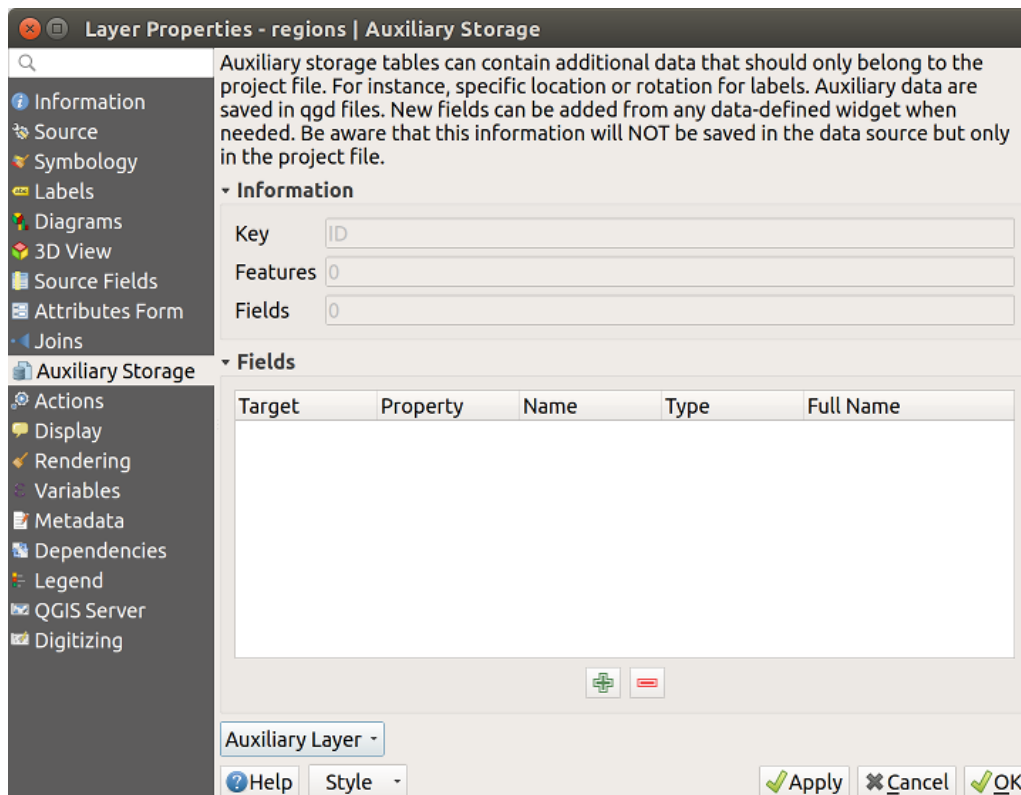 Layer Properties - regions | Auxiliary Storage
Information
Source
Symbology
Labels
Diagrams
3D View
Source Fields
Attributes Form
Joins
Auxiliary Storage
Actions
Display
Rendering
Variables
Metadata
Dependencies
Legend
QGIS Server
Digitizing
Auxiliary storage tables can contain additional data that should only belong to the
project file. For instance, specific location or rotation for labels. Auxiliary data are
saved in qgd files. New fields can be added from any data-defined widget when
needed. Be aware that this information will NOT be saved in the data source but only
in the project file.
Information
Key ID
Features 0
Fields 0
Fields
Target Property Name Type Full Name
Auxiliary Layer
Help Style Apply Cancel OK